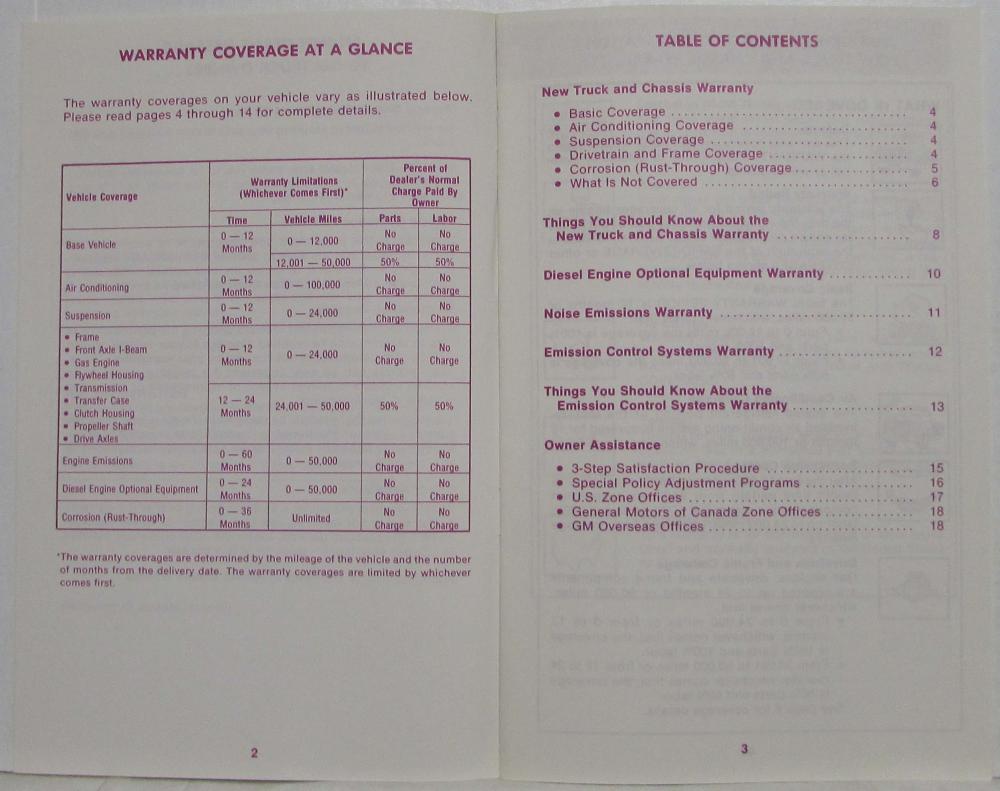 WARRANTY COVERAGE AT A GLANCE
The warranty coverages on your vehicle vary as illustrated below.
Please read pages 4 through 14 for complete details.
Vehicle Coverage
Warranty Limitations
(Whichever Comes First)*
Percent of
Dealer's Normal
Charge Paid By
Owner
Time Vehicle Miles Parts Labor
Base Vehicle
0 — 12
Months
0 — 12,000
No
Charge
No
Charge
12,001 — 50,000 50% 50%
Air Conditioning
0 — 12
Months
0 — 100,000
No
Charge
No
Charge
Suspension
0 — 12
Months
0 — 24,000
No
Charge
No
Charge
• Frame
• Front Axle I-Beam
• Gas Engine
• Flywheel Housing
• Transmission
• Transfer Case
• Clutch Housing
• Propeller Shaft
• Drive Axles
0 — 12
Months
0 — 24,000
No
Charge
No
Charge
12 — 24
Months
24,001 — 50,000 50% 50%
Engine Emissions
0 — 60
Months
0 — 50,000
No
Charge
No
Charge
Diesel Engine Optional Equipment
0 — 24
Months
0 — 50,000
No
Charge
No
Charge
Corrosion (Rust-Through)
0 — 36
Months
Unlimited
No
Charge
No
Charge
*The warranty coverages are determined by the mileage of the vehicle and the number
of months from the delivery date. The warranty coverages are limited by whichever
comes first.
2
TABLE OF CONTENTS
New Truck and Chassis Warranty
• Basic Coverage .......... 4
• Air Conditioning Coverage .......... 4
• Suspension Coverage .......... 4
• Drivetrain and Frame Coverage .......... 4
• Corrosion (Rust-Through) Coverage .......... 5
• What Is Not Covered .......... 6
Things You Should Know About the
New Truck and Chassis Warranty .......... 8
Diesel Engine Optional Equipment Warranty .......... 10
Noise Emissions Warranty .......... 11
Emission Control Systems Warranty .......... 12
Things You Should Know About the
Emission Control Systems Warranty .......... 13
Owner Assistance
• 3-Step Satisfaction Procedure .......... 15
• Special Policy Adjustment Programs .......... 16
• U.S. Zone Offices .......... 17
• General Motors of Canada Zone Offices .......... 18
• GM Overseas Offices .......... 18
3